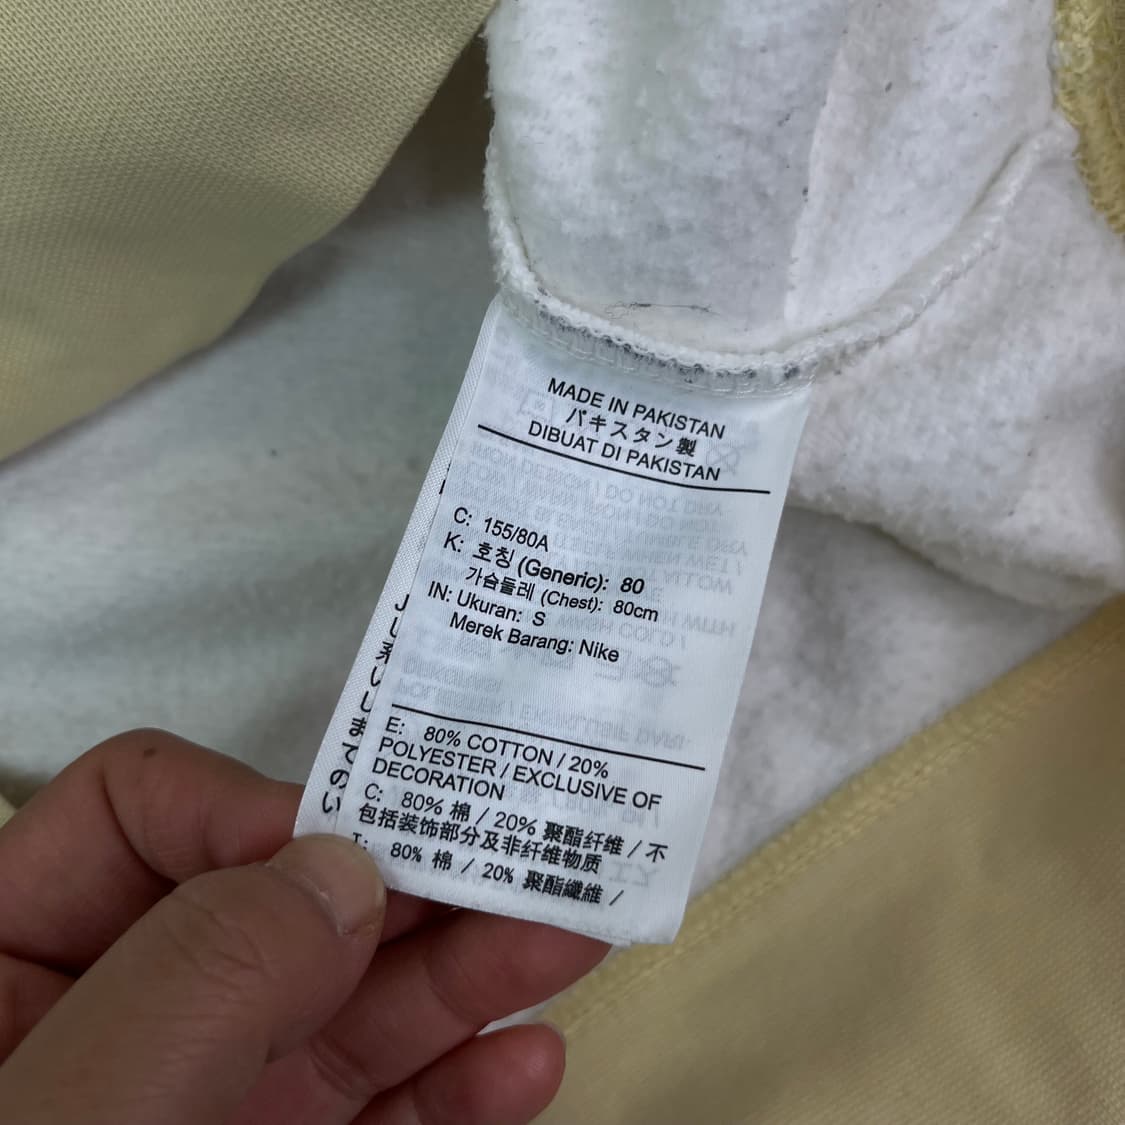 MADE IN PAKISTAN
パキスタン製
DIBUAT DI PAKISTAN
C: 155/80A
K: 호칭 (Generic): 80
가슴둘레 (Chest): 80cm
IN: Ukuran: S
Merek Barang: Nike
E: 80% COTTON / 20%
POLYESTER / EXCLUSIVE OF
DECORATION
C: 80% 棉 / 20% 聚酯纤维 / 不
包括装饰部分及非纤维物质
T: 80% 棉 / 20% 聚酯纖維 /